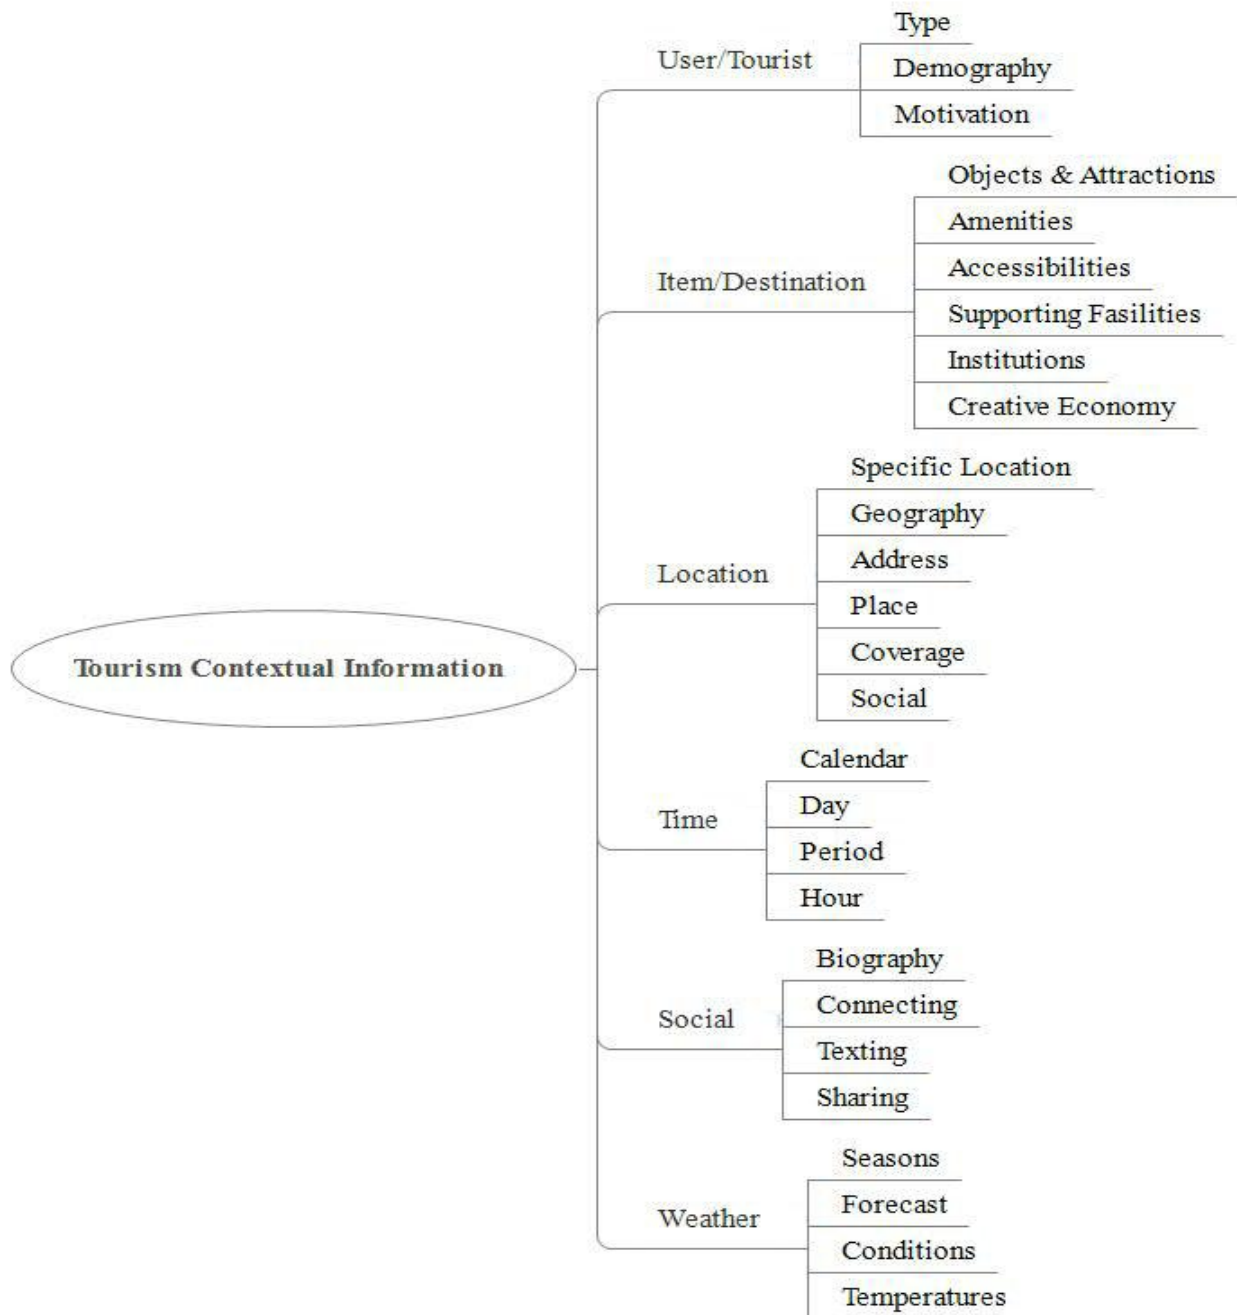 Type
User/Tourist
Demography
Motivation
Objects & Attractions
Amenities
Accessibilities
Item/Destination
Supporting Fasilities
Institutions
Creative Economy
Specific Location
Geography
Address
Location
Place
Coverage
Social
Tourism Contextual Information
Calendar
Day
Time
Period
Hour
Biography
Connecting
Social
Texting
Sharing
Seasons
Forecast
Weather
Conditions
Temperatures